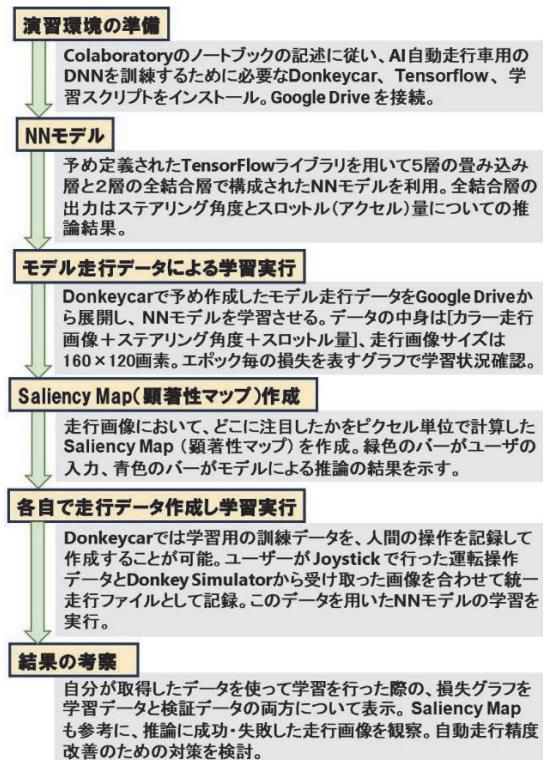 演習環境の準備
Colaboratoryのノートブックの記述に従い、AI自動走行車用の
DNNを訓練するために必要なDonkeycar、Tensorflow、学
習スクリプトをインストール。Google Drive を接続。
NNモデル
予め定義されたTensorFlowライブラリを用いて5層の畳み込み
層と2層の全結合層で構成されたNNモデルを利用。全結合層の
出力はステアリング角度とスロットル(アクセル)量についての推
論結果。
モデル走行データによる学習実行
Donkeycarで予め作成したモデル走行データをGoogle Driveか
ら展開し、NNモデルを学習させる。データの中身は[カラー走行
画像+ステアリング角度+スロットル量]、走行画像サイズは
160×120画素。エポック毎の損失を表すグラフで学習状況確認。
Saliency Map(顕著性マップ)作成
走行画像において、どこに注目したかをピクセル単位で計算した
Saliency Map (顕著性マップ) を作成。緑色のバーがユーザの
入力、青色のバーがモデルによる推論の結果を示す。
各自で走行データ作成し学習実行
Donkeycarでは学習用の訓練データを、人間の操作を記録して
作成することが可能。ユーザーが Joystick で行った運転操作
データとDonkey Simulatorから受け取った画像を合わせて統一
走行ファイルとして記録。このデータを用いたNNモデルの学習を
実行。
結果の考察
自分が取得したデータを使って学習を行った際の、損失グラフを
学習データと検証データの両方について表示。Saliency Map
も参考に、推論に成功・失敗した走行画像を観察。自動走行精度
改善のための対策を検討。